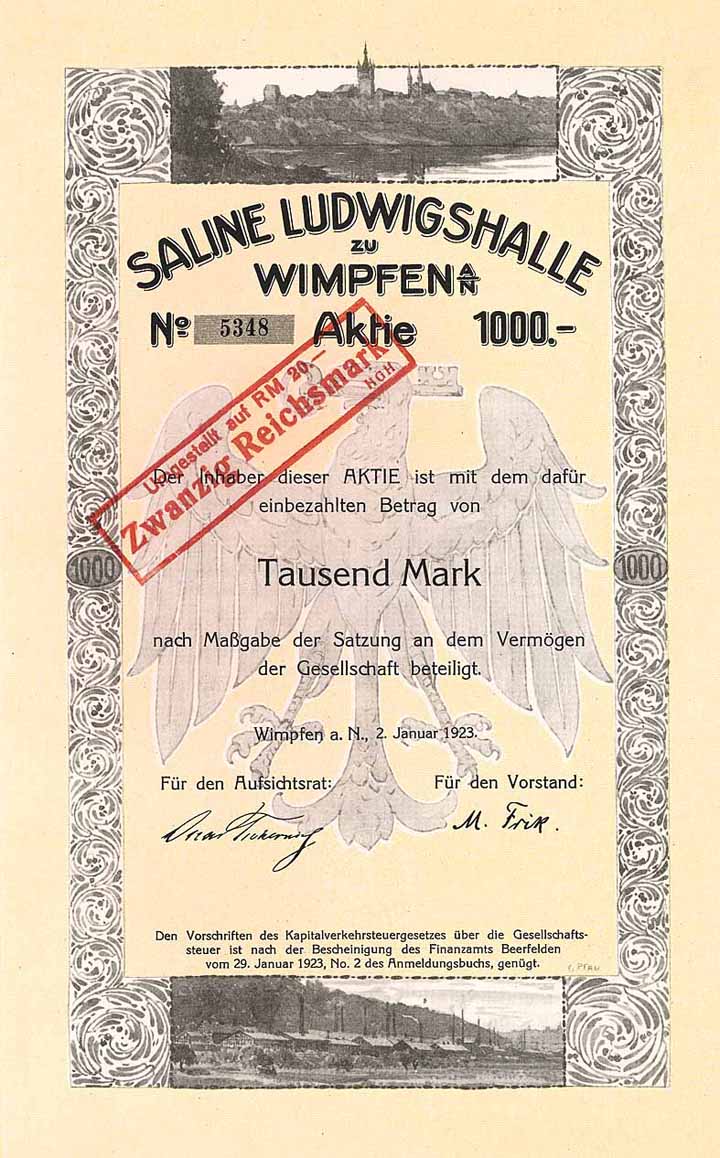 SALINE LUDWIGSHALLE
ZU
WIMPFEN A/N
No 5348 Aktie 1000.-
Umgestellt auf RM 20.—
Zwanzig Reichsmark
HGH
Der Inhaber dieser AKTIE ist mit dem dafür
einbezahlten Betrag von
1000 Tausend Mark 1000
nach Maßgabe der Satzung an dem Vermögen
der Gesellschaft beteiligt.
Wimpfen a. N., 2. Januar 1923.
Für den Aufsichtsrat: Für den Vorstand:
M. Frik.
Den Vorschriften des Kapitalverkehrsteuergesetzes über die Gesellschafts-
steuer ist nach der Bescheinigung des Finanzamts Beerfelden
vom 29. Januar 1923, No. 2 des Anmeldungsbuchs, genügt.
PFAU